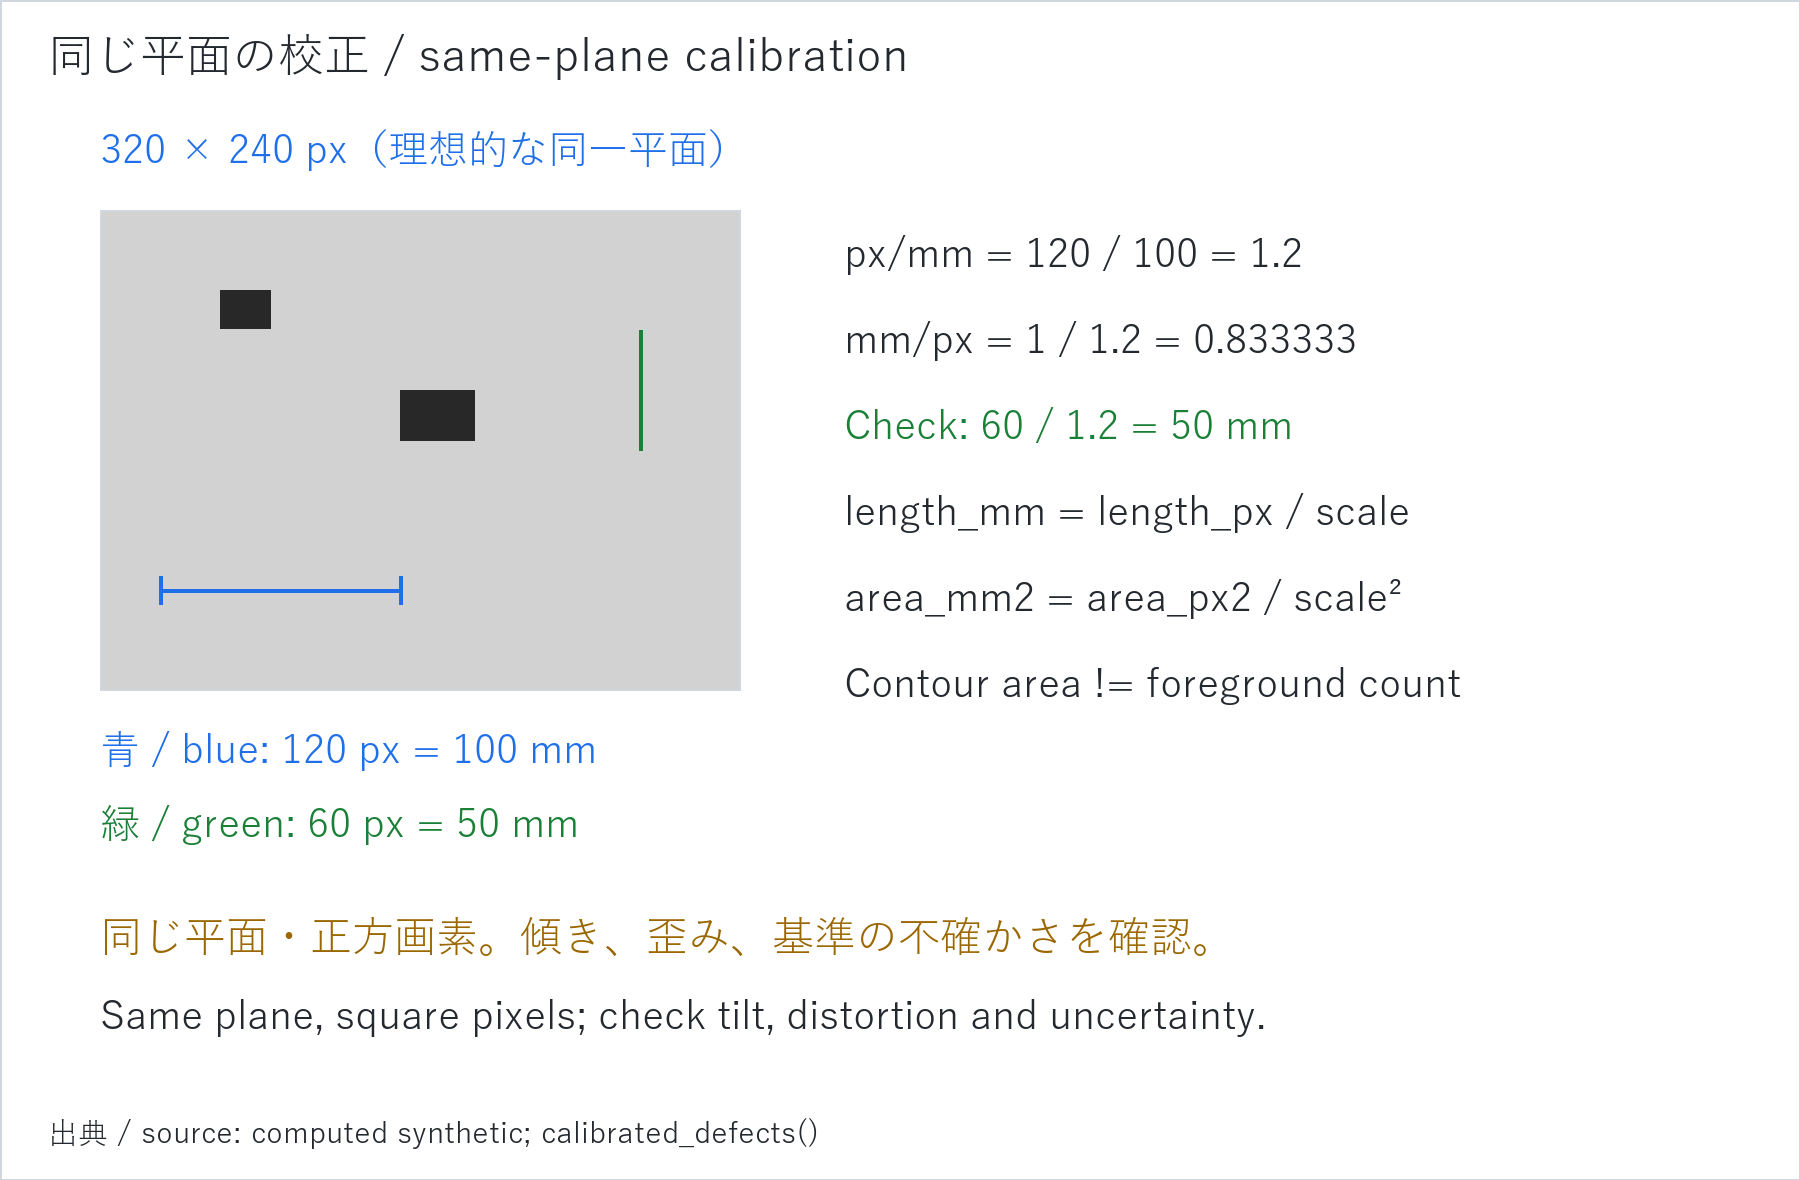 同じ平面の校正 / same-plane calibration
320 × 240 px（理想的な同一平面）
px/mm = 120 / 100 = 1.2
mm/px = 1 / 1.2 = 0.833333
Check: 60 / 1.2 = 50 mm
length_mm = length_px / scale
area_mm2 = area_px2 / scale²
Contour area != foreground count
青 / blue: 120 px = 100 mm
緑 / green: 60 px = 50 mm
同じ平面・正方画素。傾き、歪み、基準の不確かさを確認。
Same plane, square pixels; check tilt, distortion and uncertainty.
出典 / source: computed synthetic; calibrated_defects()